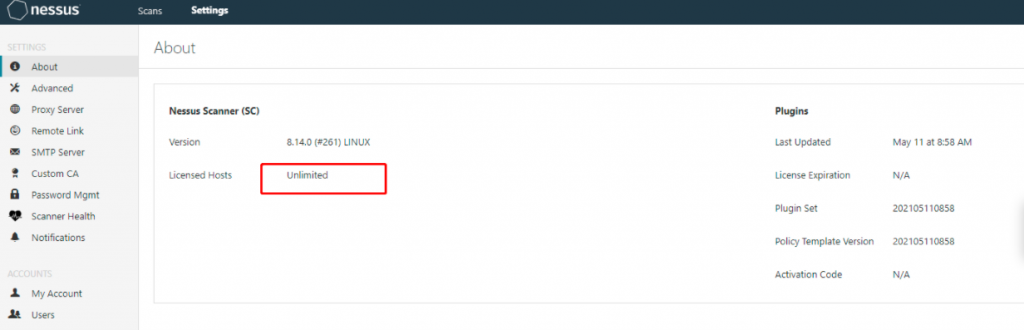 nessus Scans Settings
SETTINGS
About
Advanced
Proxy Server
Remote Link
SMTP Server
Custom CA
Password Mgmt
Scanner Health
Notifications
ACCOUNTS
My Account
Users
About
Nessus Scanner (SC)
Version 8.14.0 (#261) LINUX
Licensed Hosts Unlimited
Plugins
Last Updated May 11 at 8:58 AM
License Expiration N/A
Plugin Set 202105110858
Policy Template Version 202105110858
Activation Code N/A